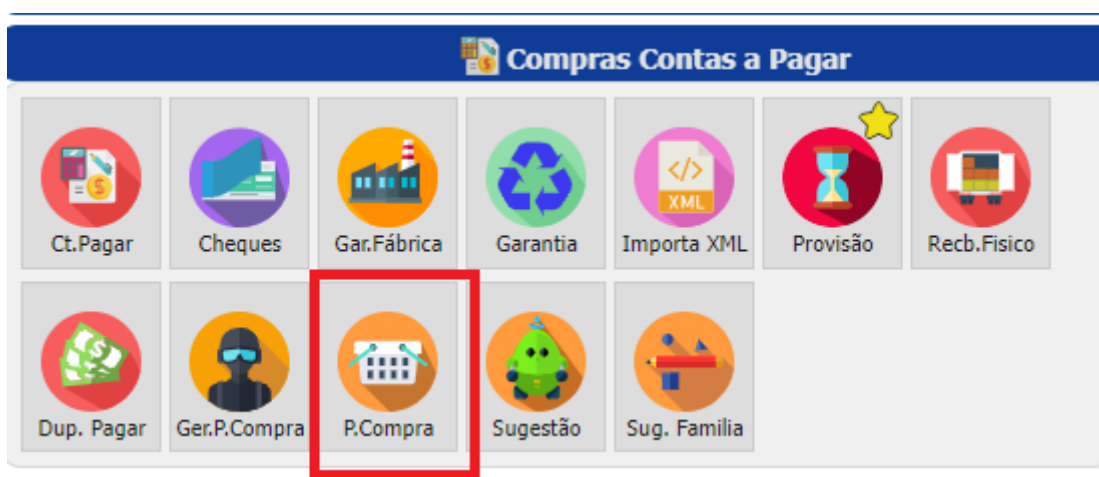 Compras Contas a Pagar
Ct.Pagar Cheques Gar.Fábrica Garantia XML Importa XML Provisão Recb.Fisico
Dup. Pagar Ger.P.Compra P.Compra Sugestão Sug. Familia